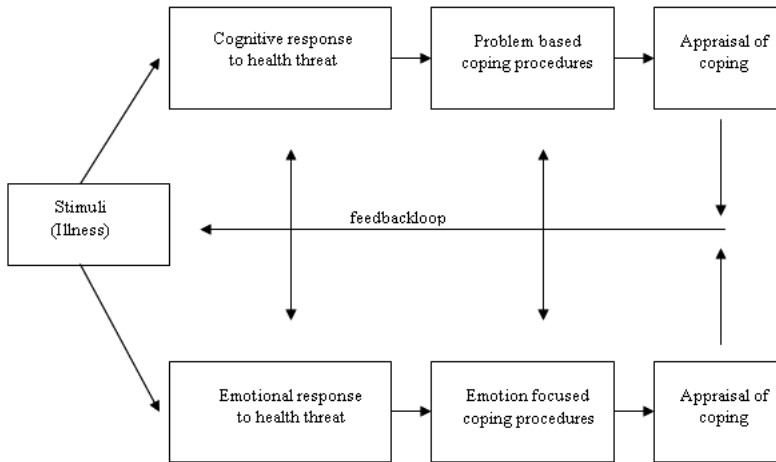 Cognitive response
to health threat
Problem based
coping procedures
Appraisal of
coping
Stimuli
(Illness)
feedbackloop
Emotional response
to health threat
Emotion focused
coping procedures
Appraisal of
coping